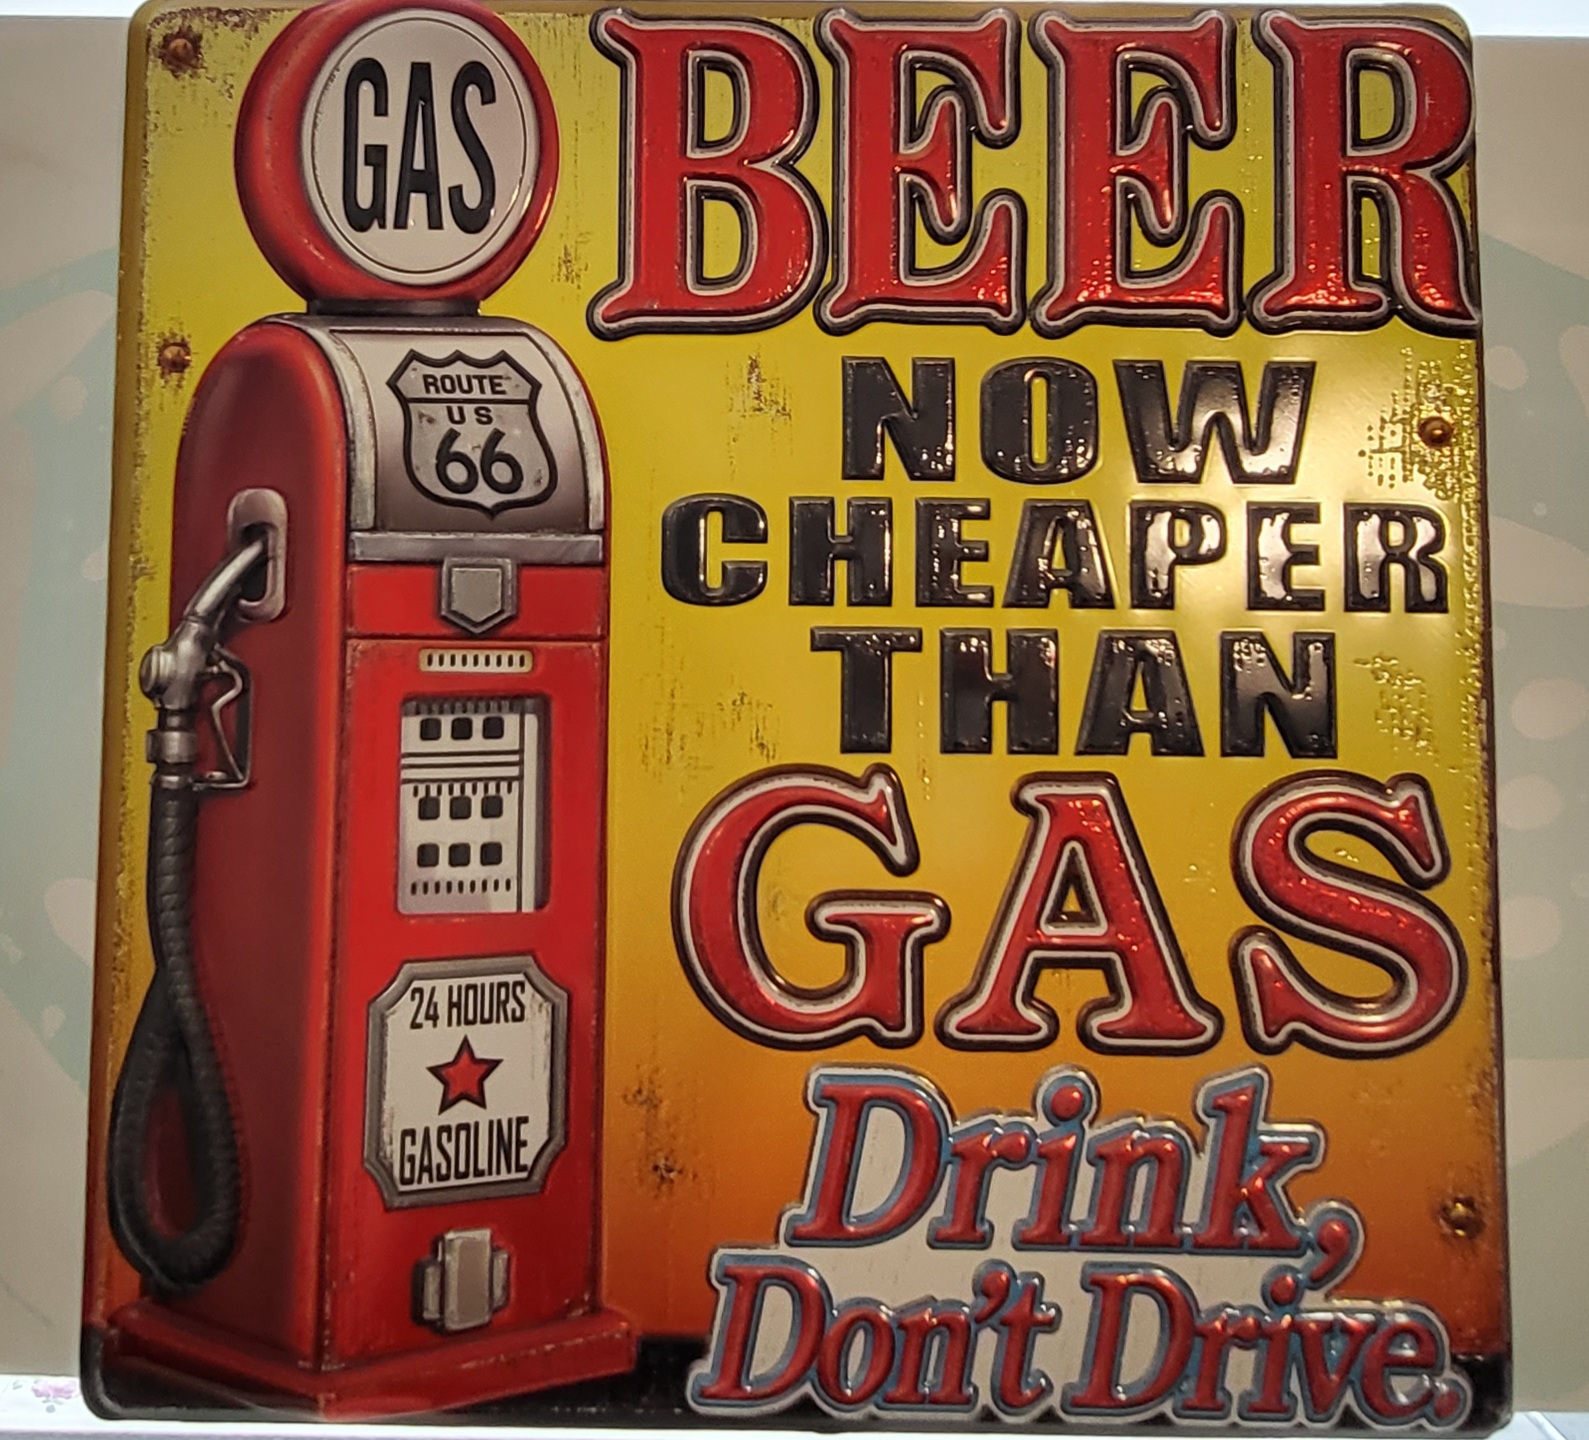 GAS
ROUTE
US
66
24 HOURS
GASOLINE
BEER
NOW
CHEAPER
THAN
GAS
Drink,
Don't Drive.